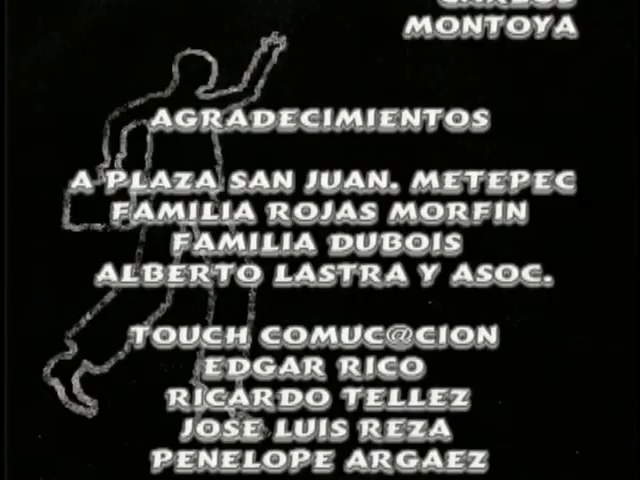 CARLOS
MONTOYA
AGRADECIMIENTOS
A PLAZA SAN JUAN. METEPEC
FAMILIA ROJAS MORFIN
FAMILIA DUBOIS
ALBERTO LASTRA Y ASOC.
TOUCH COMUC@CION
EDGAR RICO
RICARDO TELLEZ
JOSE LUIS REZA
PENELOPE ARGAEZ